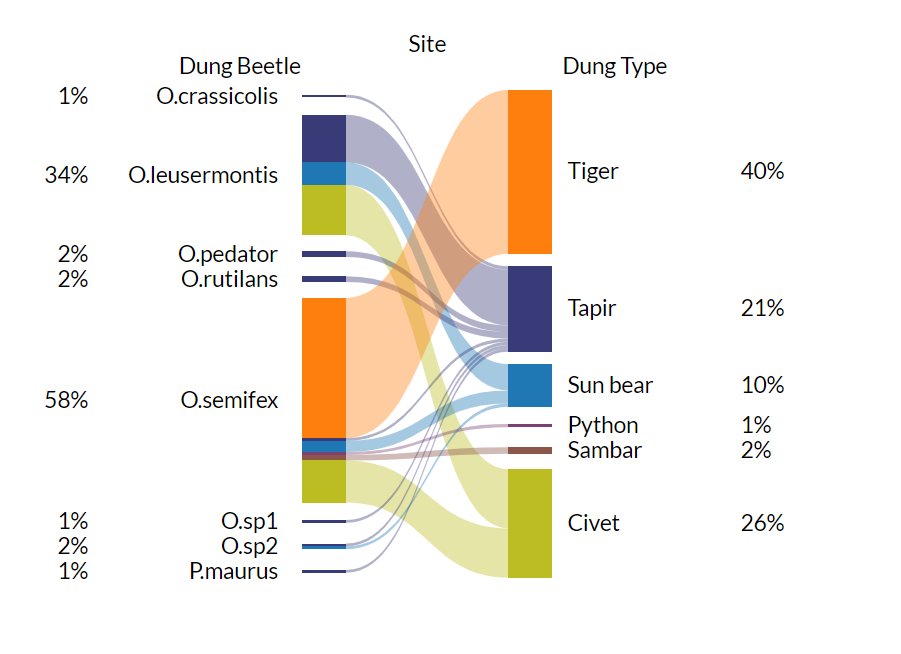 Site
Dung Beetle Dung Type
1% O.crassicolis
34% O.leusermontis
2% O.pedator
2% O.rutilans
58% O.semifex
1% O.sp1
2% O.sp2
1% P.maurus
Tiger 40%
Tapir 21%
Sun bear 10%
Python 1%
Sambar 2%
Civet 26%